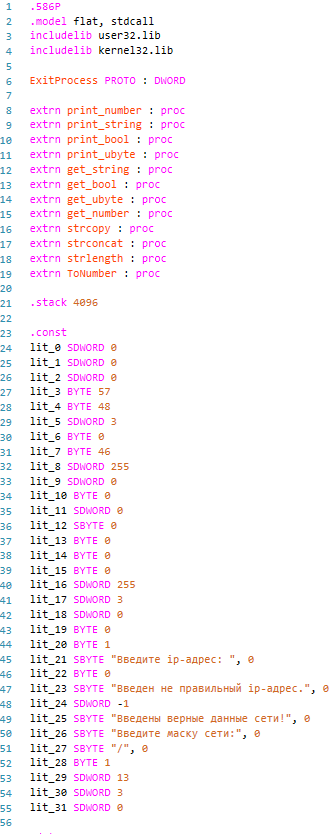 1 .586P
2 .model flat, stdcall
3 includelib user32.lib
4 includelib kernel32.lib
5
6 ExitProcess PROTO : DWORD
7
8 extrn print_number : proc
9 extrn print_string : proc
10 extrn print_bool : proc
11 extrn print_ubyte : proc
12 extrn get_string : proc
13 extrn get_bool : proc
14 extrn get_ubyte : proc
15 extrn get_number : proc
16 extrn strcopy : proc
17 extrn strconcat : proc
18 extrn strlength : proc
19 extrn ToNumber : proc
20
21 .stack 4096
22
23 .const
24 lit_0 SDWORD 0
25 lit_1 SDWORD 0
26 lit_2 SDWORD 0
27 lit_3 BYTE 57
28 lit_4 BYTE 48
29 lit_5 SDWORD 3
30 lit_6 BYTE 0
31 lit_7 BYTE 46
32 lit_8 SDWORD 255
33 lit_9 SDWORD 0
34 lit_10 BYTE 0
35 lit_11 SDWORD 0
36 lit_12 SBYTE 0
37 lit_13 BYTE 0
38 lit_14 BYTE 0
39 lit_15 BYTE 0
40 lit_16 SDWORD 255
41 lit_17 SDWORD 3
42 lit_18 SDWORD 0
43 lit_19 BYTE 0
44 lit_20 BYTE 1
45 lit_21 SBYTE "Введите ip-адрес: ", 0
46 lit_22 BYTE 0
47 lit_23 SBYTE "Введен не правильный ip-адрес.", 0
48 lit_24 SDWORD -1
49 lit_25 SBYTE "Введены верные данные сети!", 0
50 lit_26 SBYTE "Введите маску сети:", 0
51 lit_27 SBYTE "/", 0
52 lit_28 BYTE 1
53 lit_29 SDWORD 13
54 lit_30 SDWORD 3
55 lit_31 SDWORD 0
56